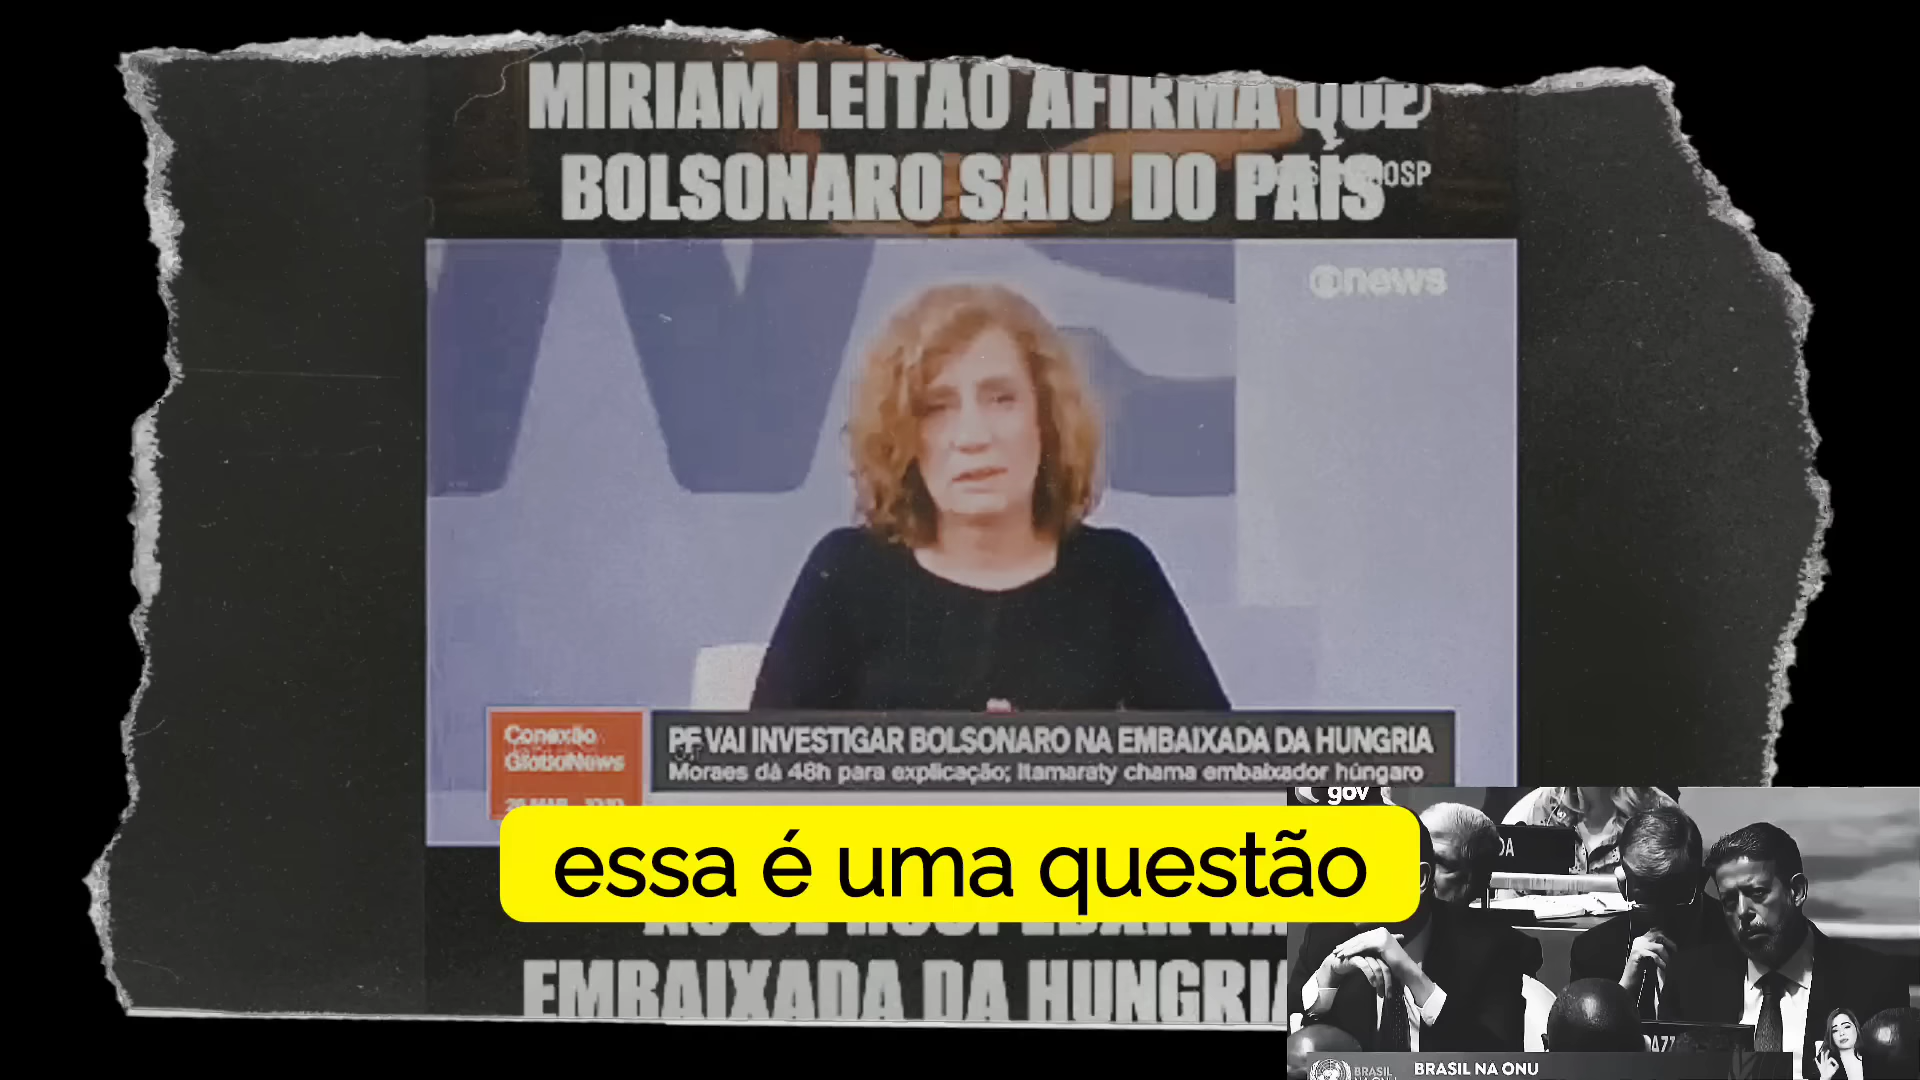 MIRIAM LEITÃO AFIRMA QUE
BOLSONARO SAIU DO PAÍS
news
Conexão
GloboNews
PF VAI INVESTIGAR BOLSONARO NA EMBAIXADA DA HUNGRIA
Moraes dá 48h para explicação; Itamaraty chama embaixador húngaro
gov
essa é uma questão
EMBAIXADA DA HUNGRIA
BRASIL NA ONU
BRASIL